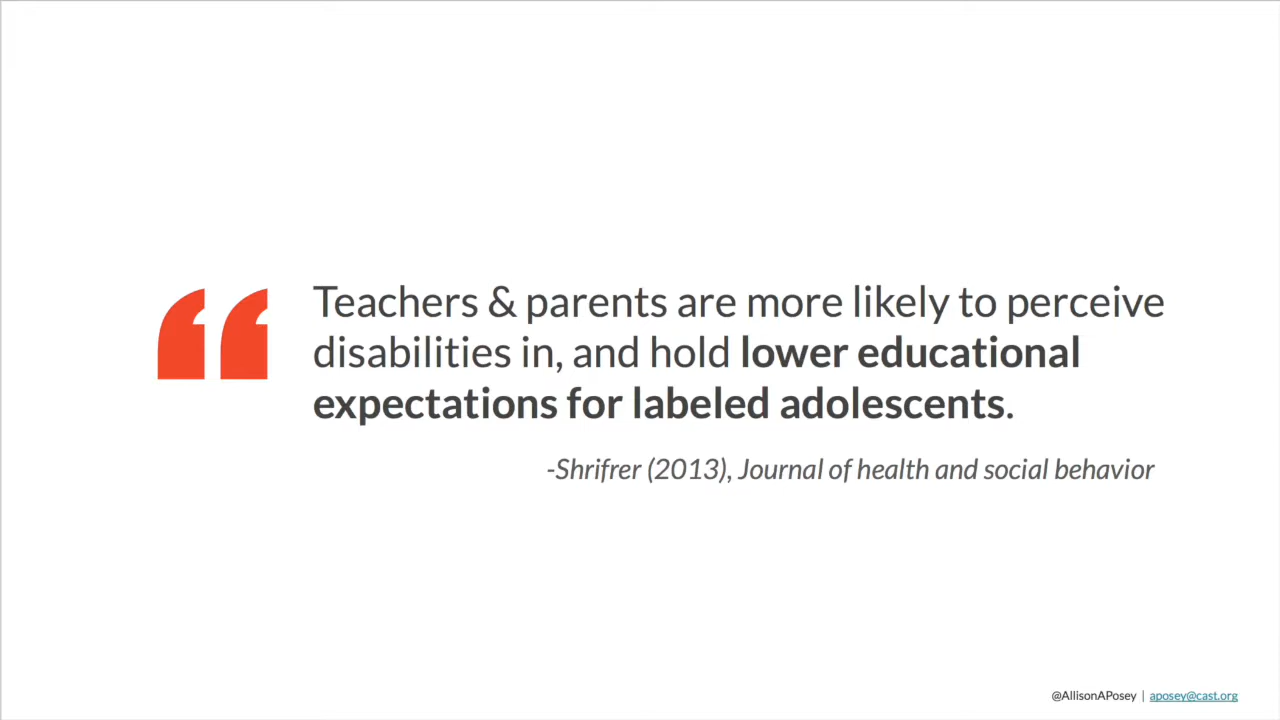 “
Teachers & parents are more likely to perceive
disabilities in, and hold lower educational
expectations for labeled adolescents.
-Shrifrer (2013), Journal of health and social behavior
@AllisonAPosey | aposey@cast.org